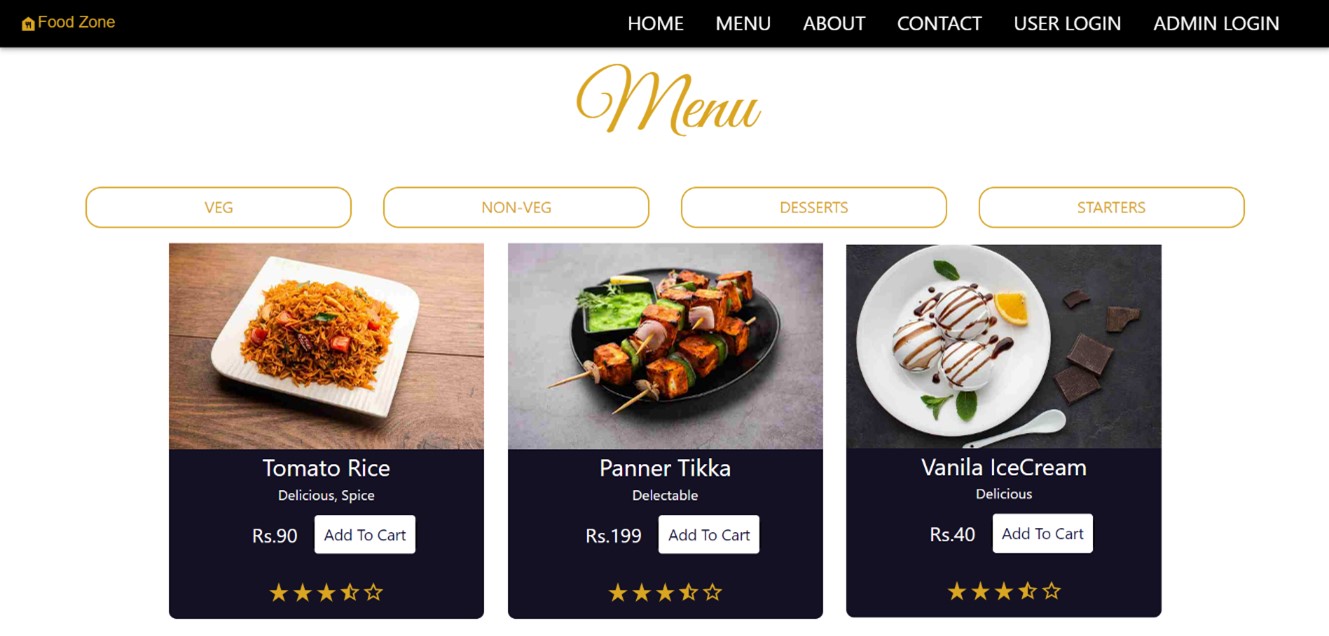 Food Zone HOME MENU ABOUT CONTACT USER LOGIN ADMIN LOGIN
Menu
VEG NON-VEG DESSERTS STARTERS
Tomato Rice
Delicious, Spice
Rs.90 Add To Cart
Panner Tikka
Delectable
Rs.199 Add To Cart
Vanila IceCream
Delicious
Rs.40 Add To Cart